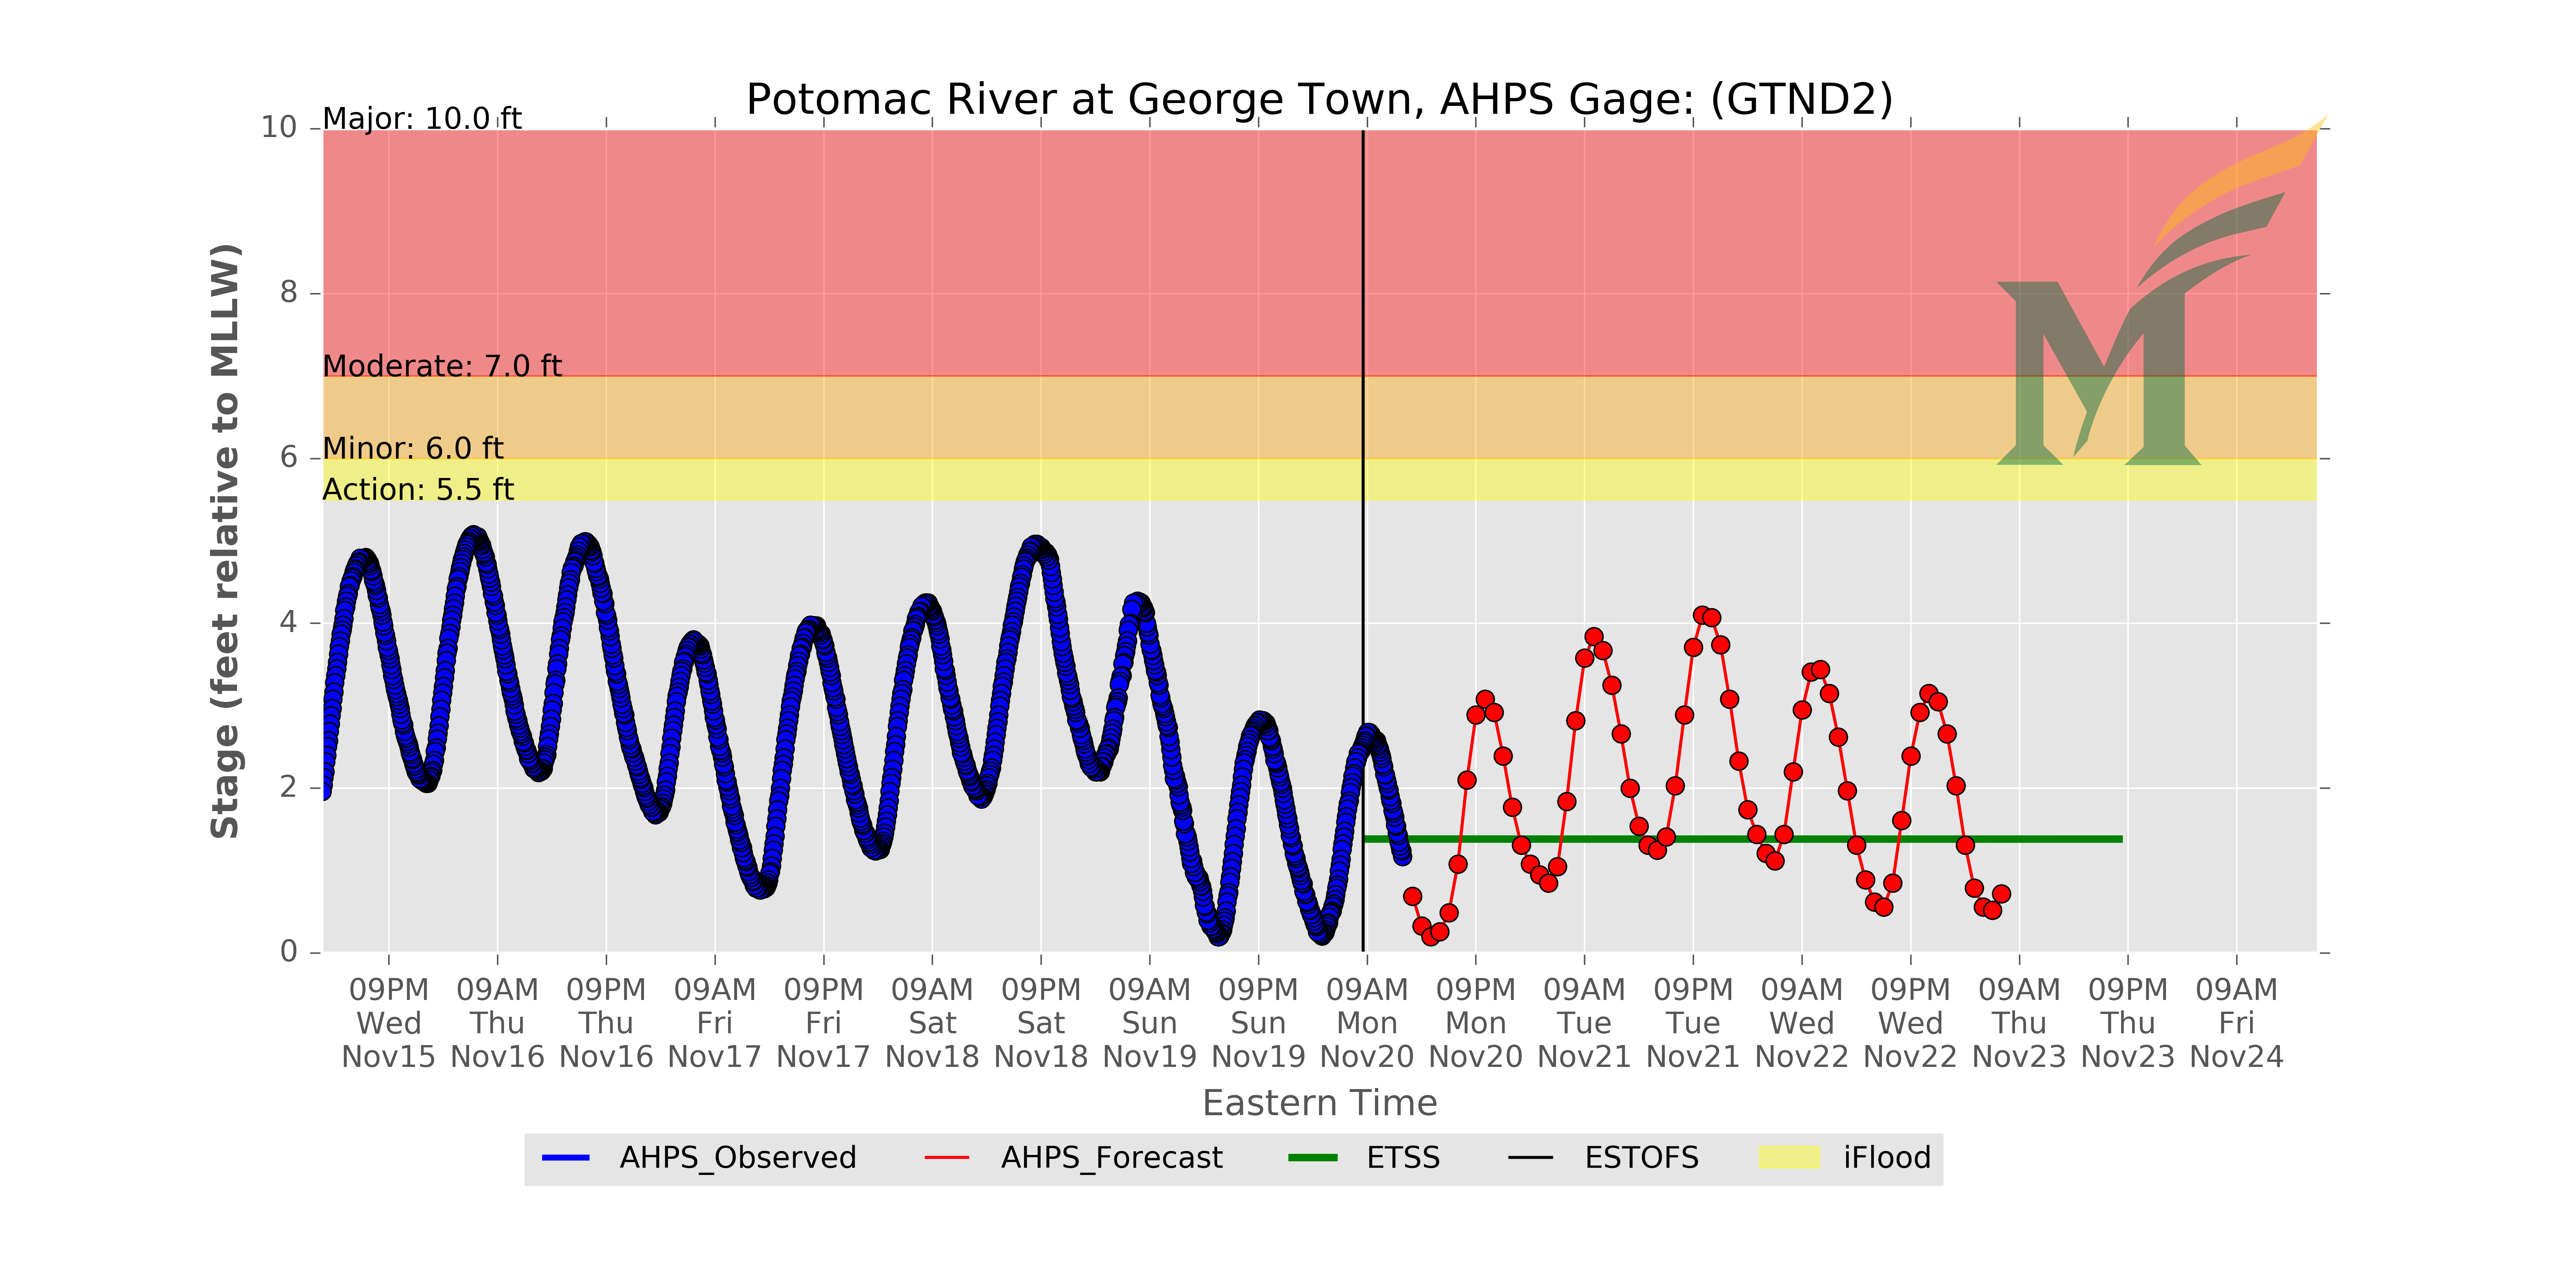 Potomac River at George Town, AHPS Gage: (GTND2)
Major: 10.0 ft
Moderate: 7.0 ft
Minor: 6.0 ft
Action: 5.5 ft
Stage (feet relative to MLLW)
10
8
6
4
2
0
09PM 09AM 09PM 09AM 09PM 09AM 09PM 09AM 09PM 09AM 09PM 09AM 09PM 09AM 09PM 09AM 09PM 09AM
Wed Thu Thu Fri Fri Sat Sat Sun Sun Mon Mon Tue Tue Wed Wed Thu Thu Fri
Nov15 Nov16 Nov16 Nov17 Nov17 Nov18 Nov18 Nov19 Nov19 Nov20 Nov20 Nov21 Nov21 Nov22 Nov22 Nov23 Nov23 Nov24
Eastern Time
AHPS_Observed AHPS_Forecast ETSS ESTOFS iFlood
M